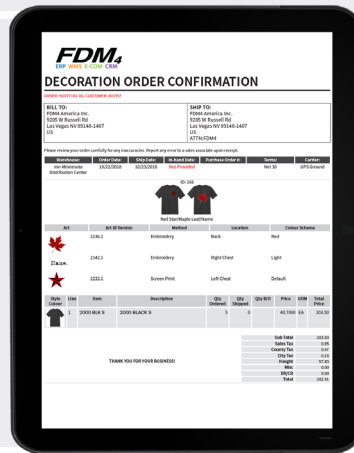 FDM4
ERP WMS E-COM CRM
DECORATION ORDER CONFIRMATION
BILL TO:
FDM4 America Inc.
9205 W Russell Rd
Las Vegas NV 89148-1407
US
SHIP TO:
FDM4 America Inc.
9205 W Russell Rd
Las Vegas NV 89148-1407
US
ATTN:FDM4
Please review your order carefully for any inaccuracies. Report any error to a sales associate upon receipt.
Warehouse: Order Date: Ship Date: In-hand Date: Purchase Order #: Terms: Carrier:
mn-Minnesota Distribution Center 10/22/2018 10/23/2018 Not Provided Net 30 UPS Ground
ID: 166
Red Star/Maple Leaf/Name
Art Art ID Version Method Location Colour Scheme
2136.1 Embroidery Back Red
Name. 2142.1 Embroidery Right Chest Light
2232.1 Screen Print Left Chest Default
Style Colour Line Item Description Qty Ordered Qty Shipped Qty B/O Price UOM Total Price
1 2000 BLK S 2000 BLACK S 5 0 40.7000 EA 203.50
THANK YOU FOR YOUR BUSINESS!
Sub Total 203.50
Sales Tax
County Tax
City Tax
Freight 57.85
Misc 0.00
DR/CR 0.00
Total